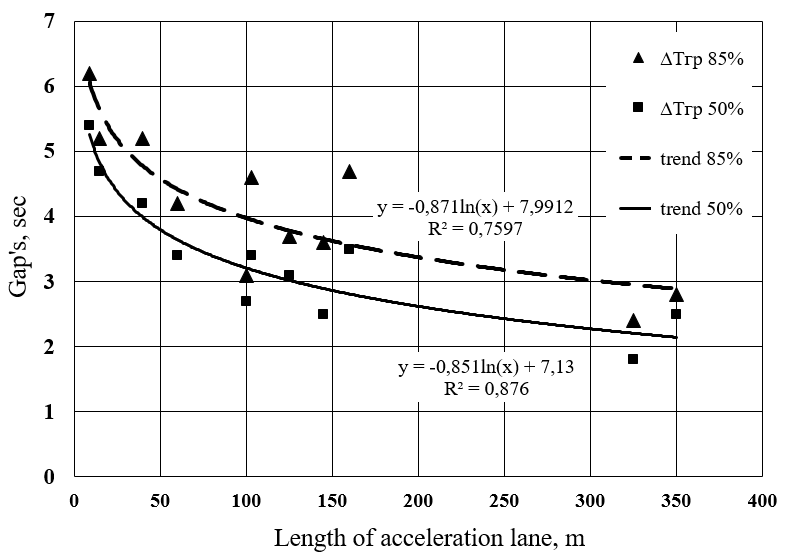 7
6
5
4
3
2
1
0
Gap's, sec
ΔTгр 85%
ΔTгр 50%
trend 85%
trend 50%
y = -0,871ln(x) + 7,9912
R² = 0,7597
y = -0,851ln(x) + 7,13
R² = 0,876
0 50 100 150 200 250 300 350 400
Length of acceleration lane, m